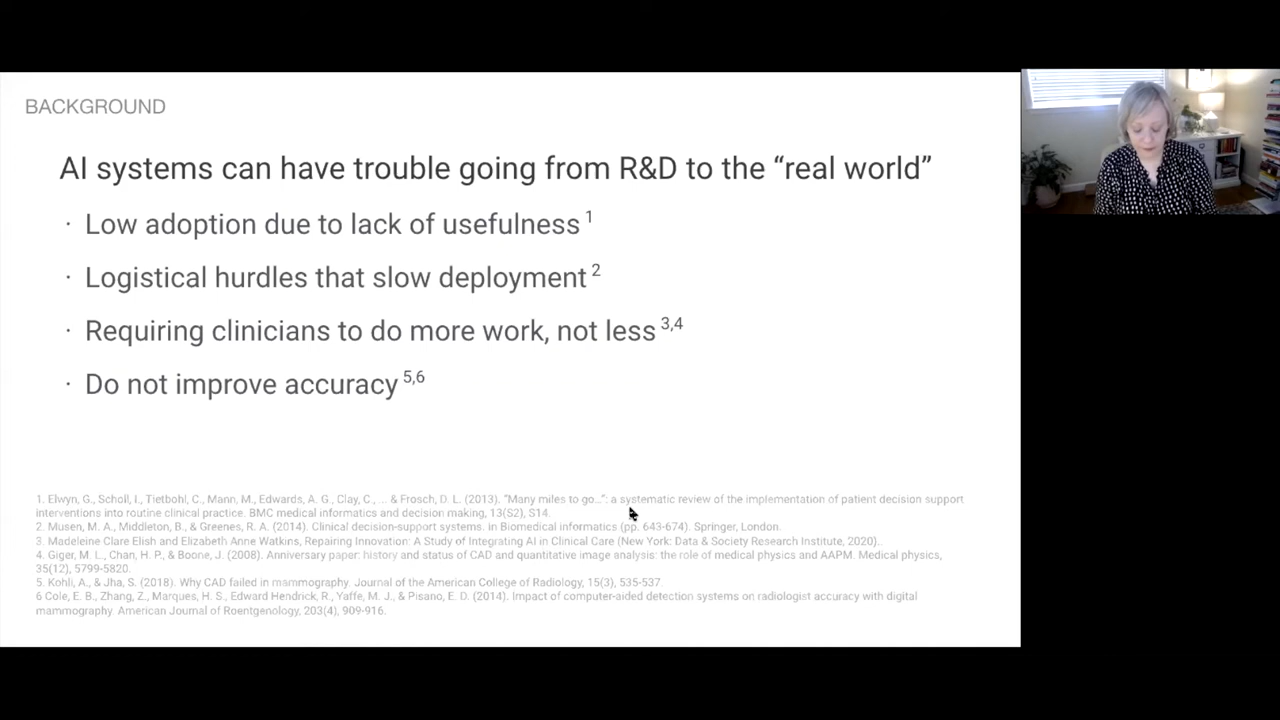 BACKGROUND
AI systems can have trouble going from R&D to the “real world”
· Low adoption due to lack of usefulness 1
· Logistical hurdles that slow deployment 2
· Requiring clinicians to do more work, not less 3,4
· Do not improve accuracy 5,6
1. Elwyn, G., Scholl, I., Tietbohl, C., Mann, M., Edwards, A. G., Clay, C., ... & Frosch, D. L. (2013). “Many miles to go…”: a systematic review of the implementation of patient decision support
interventions into routine clinical practice. BMC medical informatics and decision making, 13(S2), S14.
2. Musen, M. A., Middleton, B., & Greenes, R. A. (2014). Clinical decision-support systems. in Biomedical informatics (pp. 643-674). Springer, London.
3. Madeleine Clare Elish and Elizabeth Anne Watkins, Repairing Innovation: A Study of Integrating AI in Clinical Care (New York: Data & Society Research Institute, 2020)..
4. Giger, M. L., Chan, H. P., & Boone, J. (2008). Anniversary paper: history and status of CAD and quantitative image analysis: the role of medical physics and AAPM. Medical physics,
35(12), 5799-5820.
5. Kohli, A., & Jha, S. (2018). Why CAD failed in mammography. Journal of the American College of Radiology, 15(3), 535-537.
6 Cole, E. B., Zhang, Z., Marques, H. S., Edward Hendrick, R., Yaffe, M. J., & Pisano, E. D. (2014). Impact of computer-aided detection systems on radiologist accuracy with digital
mammography. American Journal of Roentgenology, 203(4), 909-916.